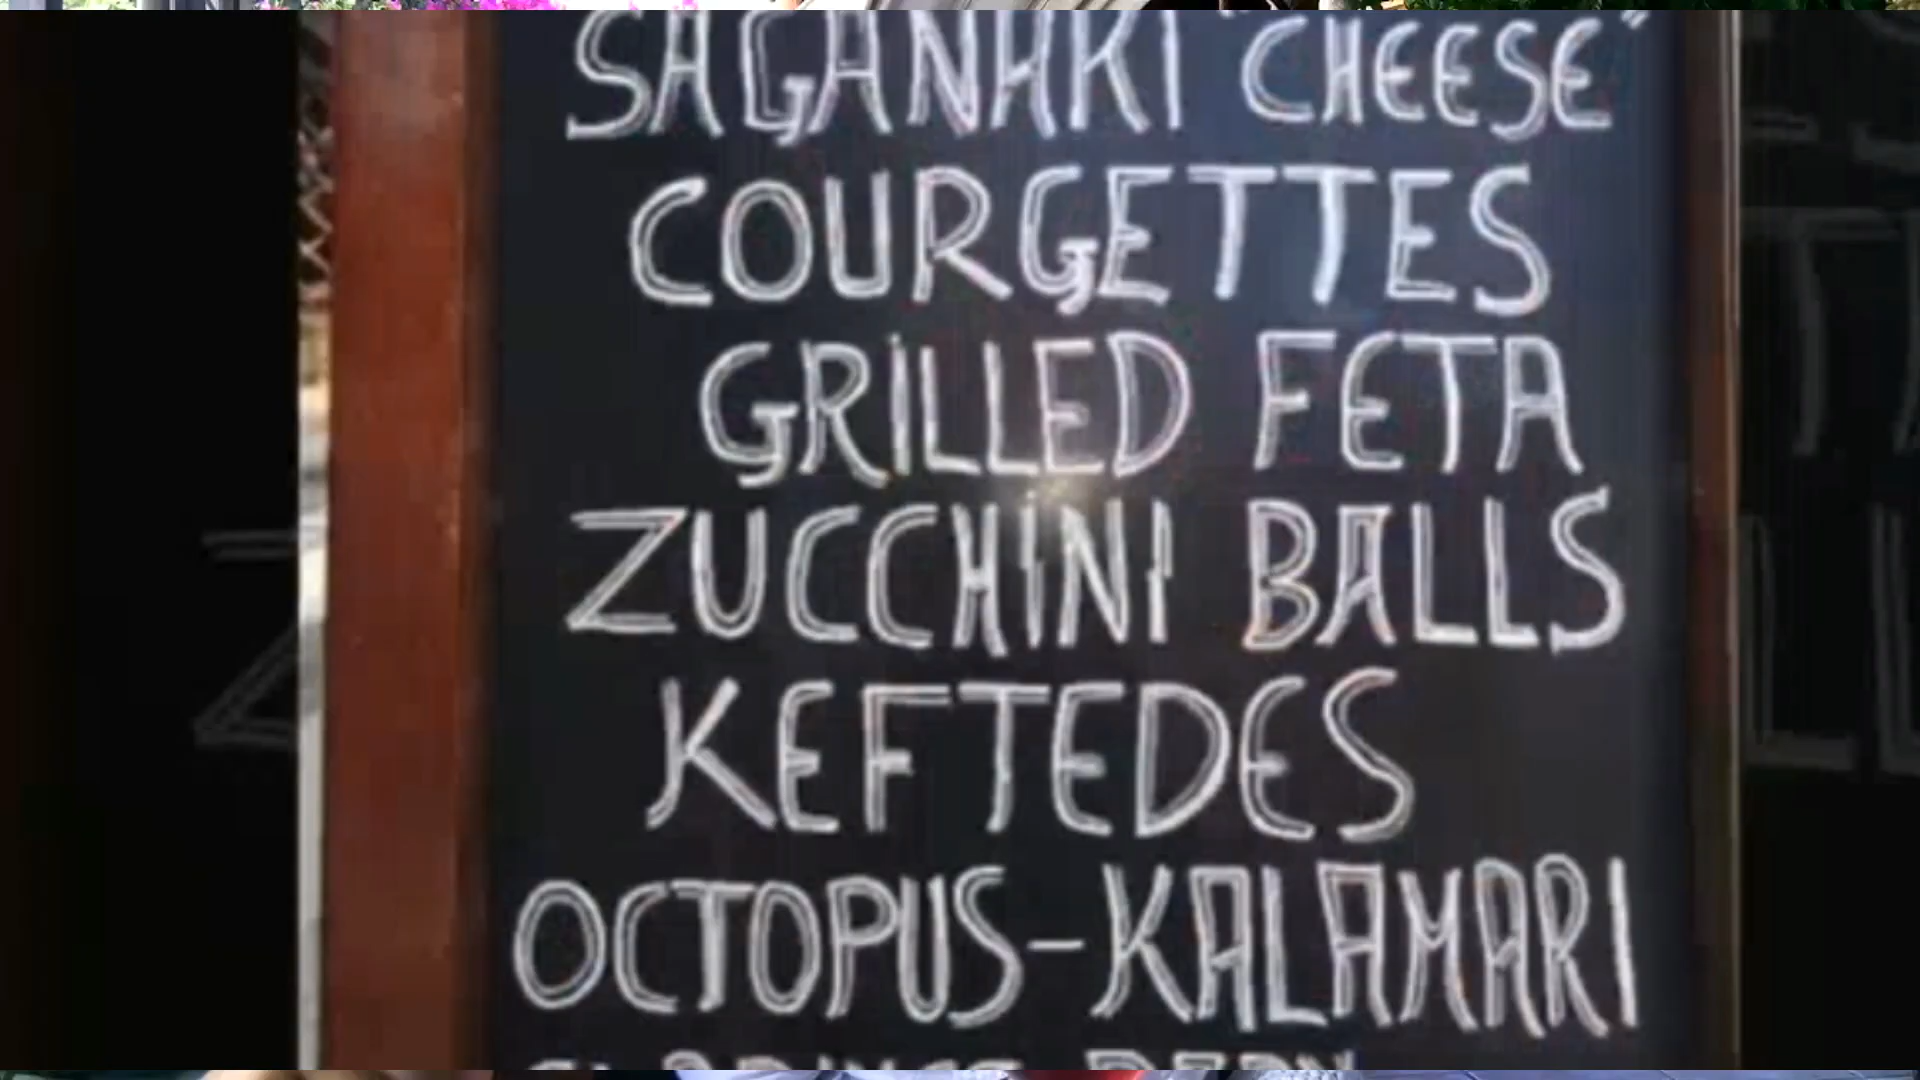 SAGANAKI "CHEESE"
COURGETTES
GRILLED FETA
ZUCCHINI BALLS
KEFTEDES
OCTOPUS-KALAMARI